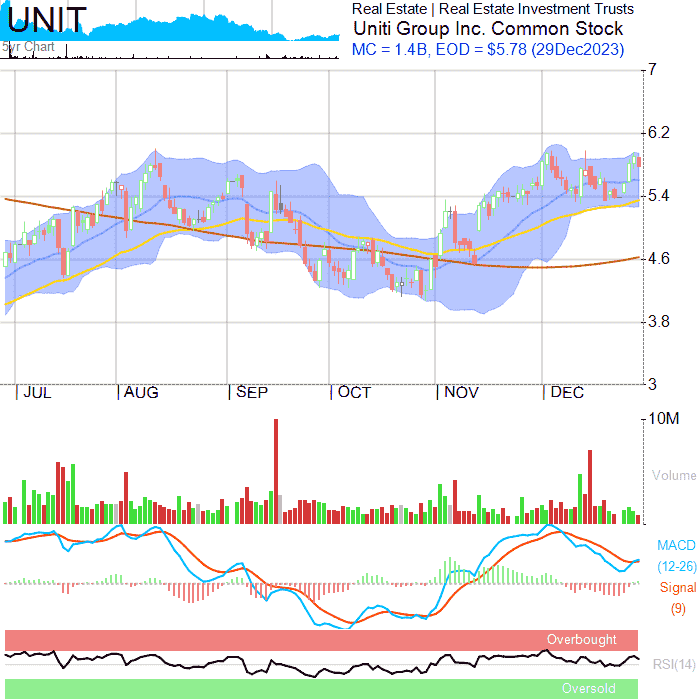 UNIT
5yr Chart
Real Estate | Real Estate Investment Trusts
Uniti Group Inc. Common Stock
MC = 1.4B, EOD = $5.78 (29Dec2023)
7
6.2
5.4
4.6
3.8
3
JUL AUG SEP OCT NOV DEC
10M
Volume
MACD
(12-26)
Signal
(9)
Overbought
RSI(14)
Oversold